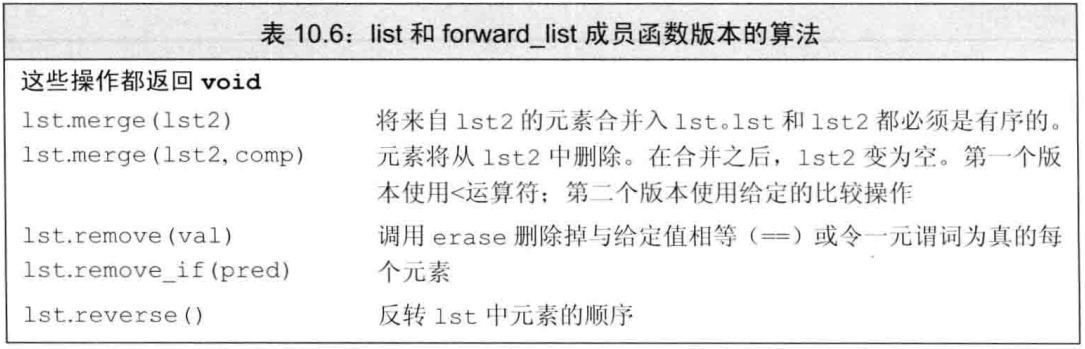 表 10.6：list 和 forward_list 成员函数版本的算法
这些操作都返回 void
lst.merge(lst2) 将来自 lst2 的元素合并入 lst。lst 和 lst2 都必须是有序的。
lst.merge(lst2,comp) 元素将从 lst2 中删除。在合并之后，lst2 变为空。第一个版
本使用<运算符；第二个版本使用给定的比较操作
lst.remove(val) 调用 erase 删除掉与给定值相等（==）或令一元谓词为真的每
lst.remove_if(pred) 个元素
lst.reverse() 反转 lst 中元素的顺序